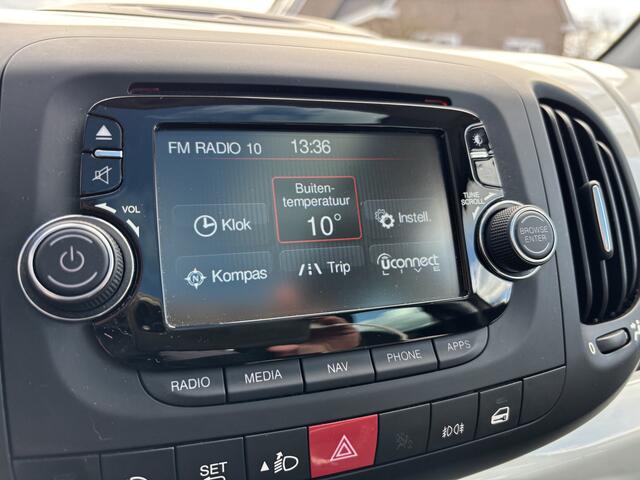 FM RADIO 10 13:36
VOL
TUNE
SCROLL
Buiten-
temperatuur
10°
Klok
Instell.
Kompas
N
Trip
Uconnect
LIVE
BROWSE
ENTER
RADIO
MEDIA
NAV
PHONE
APPS
0
SET